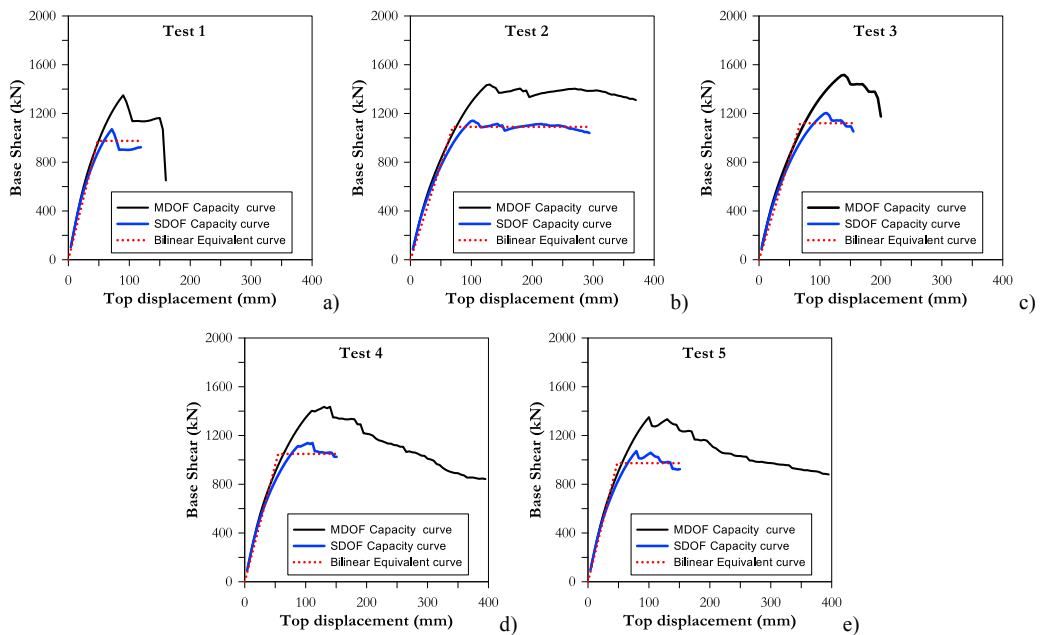 Test 1
2000
1600
1200
800
400
0
Base Shear (kN)
MDOF Capacity curve
SDOF Capacity curve
Bilinear Equivalent curve
0 100 200 300 400
Top displacement (mm)
a)
Test 2
2000
1600
1200
800
400
0
Base Shear (kN)
MDOF Capacity curve
SDOF Capacity curve
Bilinear Equivalent curve
0 100 200 300 400
Top displacement (mm)
b)
Test 3
2000
1600
1200
800
400
0
Base Shear (kN)
MDOF Capacity curve
SDOF Capacity curve
Bilinear Equivalent curve
0 100 200 300 400
Top displacement (mm)
c)
Test 4
2000
1600
1200
800
400
0
Base Shear (kN)
MDOF Capacity curve
SDOF Capacity curve
Bilinear Equivalent curve
0 100 200 300 400
Top displacement (mm)
d)
Test 5
2000
1600
1200
800
400
0
Base Shear (kN)
MDOF Capacity curve
SDOF Capacity curve
Bilinear Equivalent curve
0 100 200 300 400
Top displacement (mm)
e)